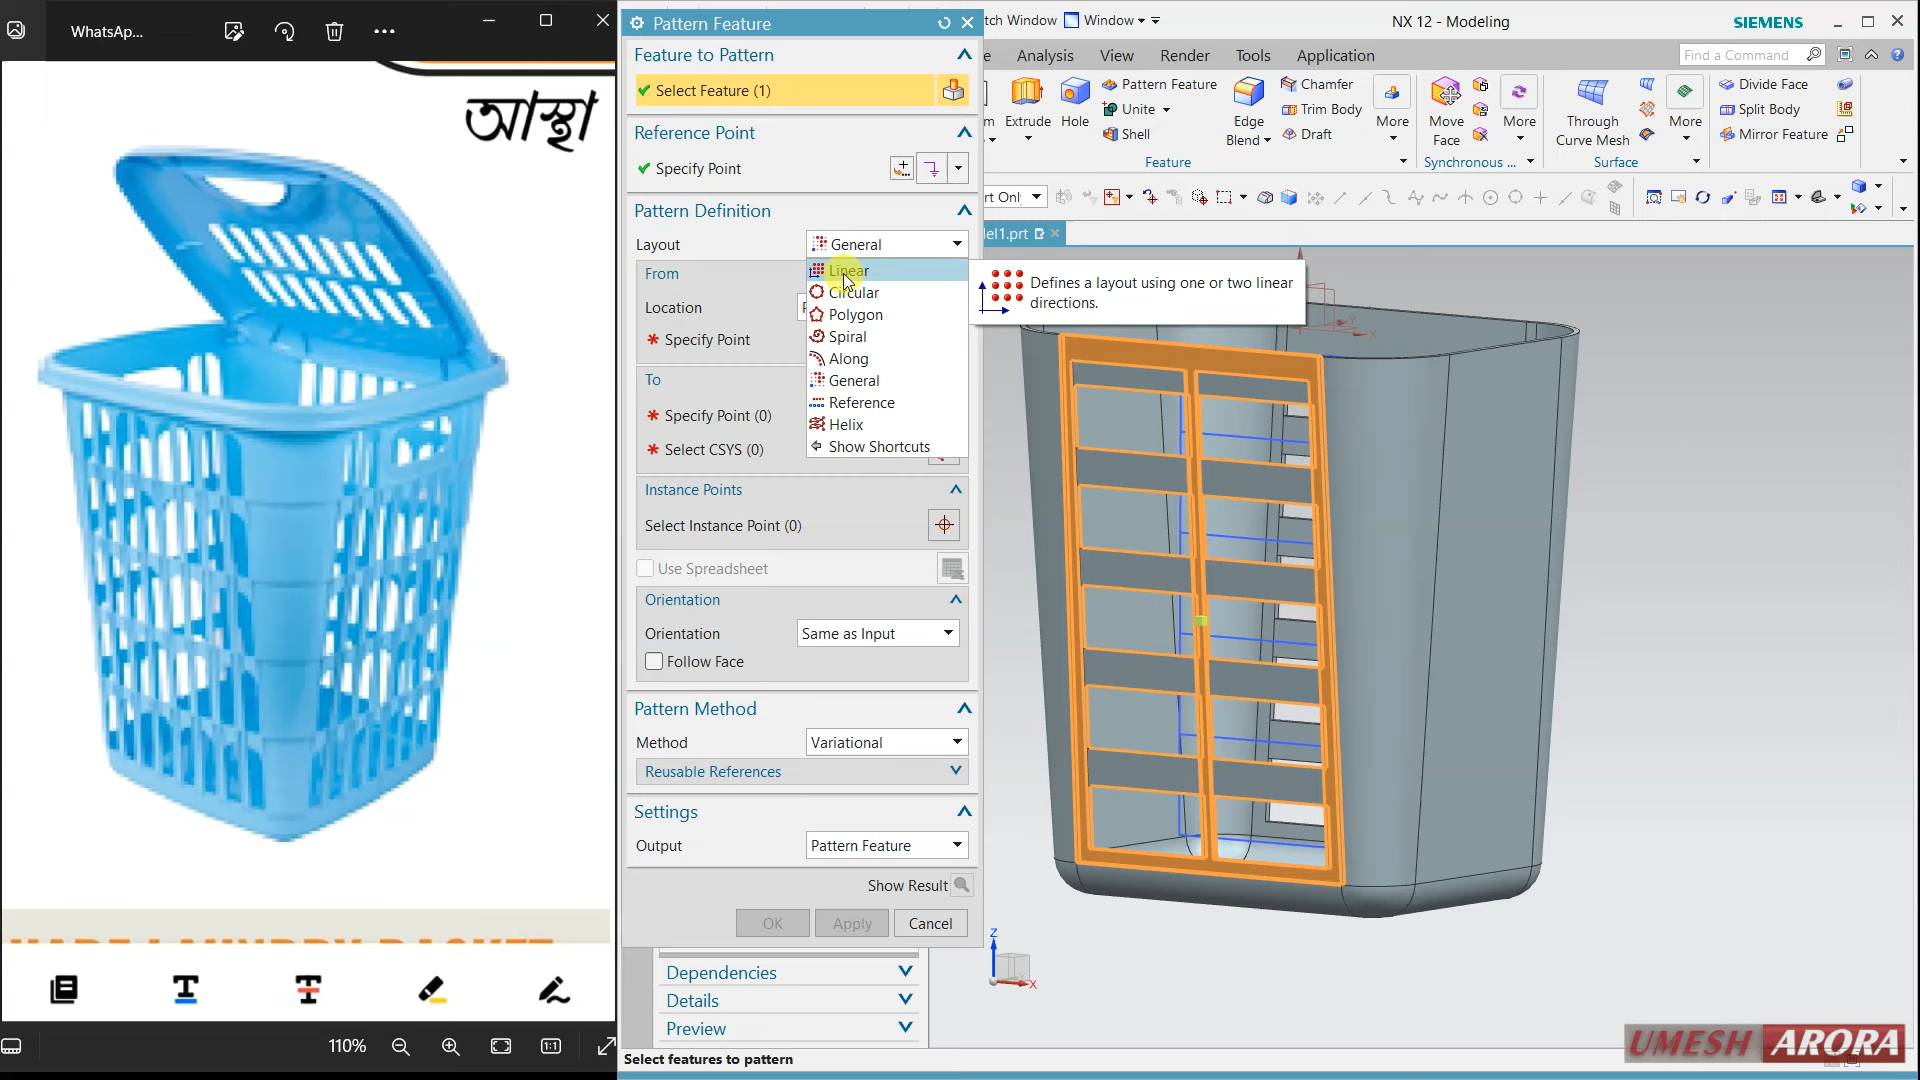 WhatsAp...
আস্থা
110%
Pattern Feature
Feature to Pattern
Select Feature (1)
Reference Point
Specify Point
Pattern Definition
Layout
General
From
Linear
Circular
Location
Polygon
Specify Point
Spiral
Along
To
General
Reference
Specify Point (0)
Helix
Select CSYS (0)
Show Shortcuts
Instance Points
Select Instance Point (0)
Use Spreadsheet
Orientation
Orientation
Same as Input
Follow Face
Pattern Method
Method
Variational
Reusable References
Settings
Output
Pattern Feature
Show Result
OK
Apply
Cancel
Dependencies
Details
Preview
Select features to pattern
tch Window
Window
NX 12 - Modeling
SIEMENS
Analysis
View
Render
Tools
Application
Find a Command
Extrude
Hole
Pattern Feature
Unite
Shell
Edge
Blend
Chamfer
Trim Body
Draft
More
Move
Face
More
Through
Curve Mesh
More
Divide Face
Split Body
Mirror Feature
Feature
Synchronous ...
Surface
rt Onl
del1.prt
Defines a layout using one or two linear
directions.
Z
X
UMESH ARORA